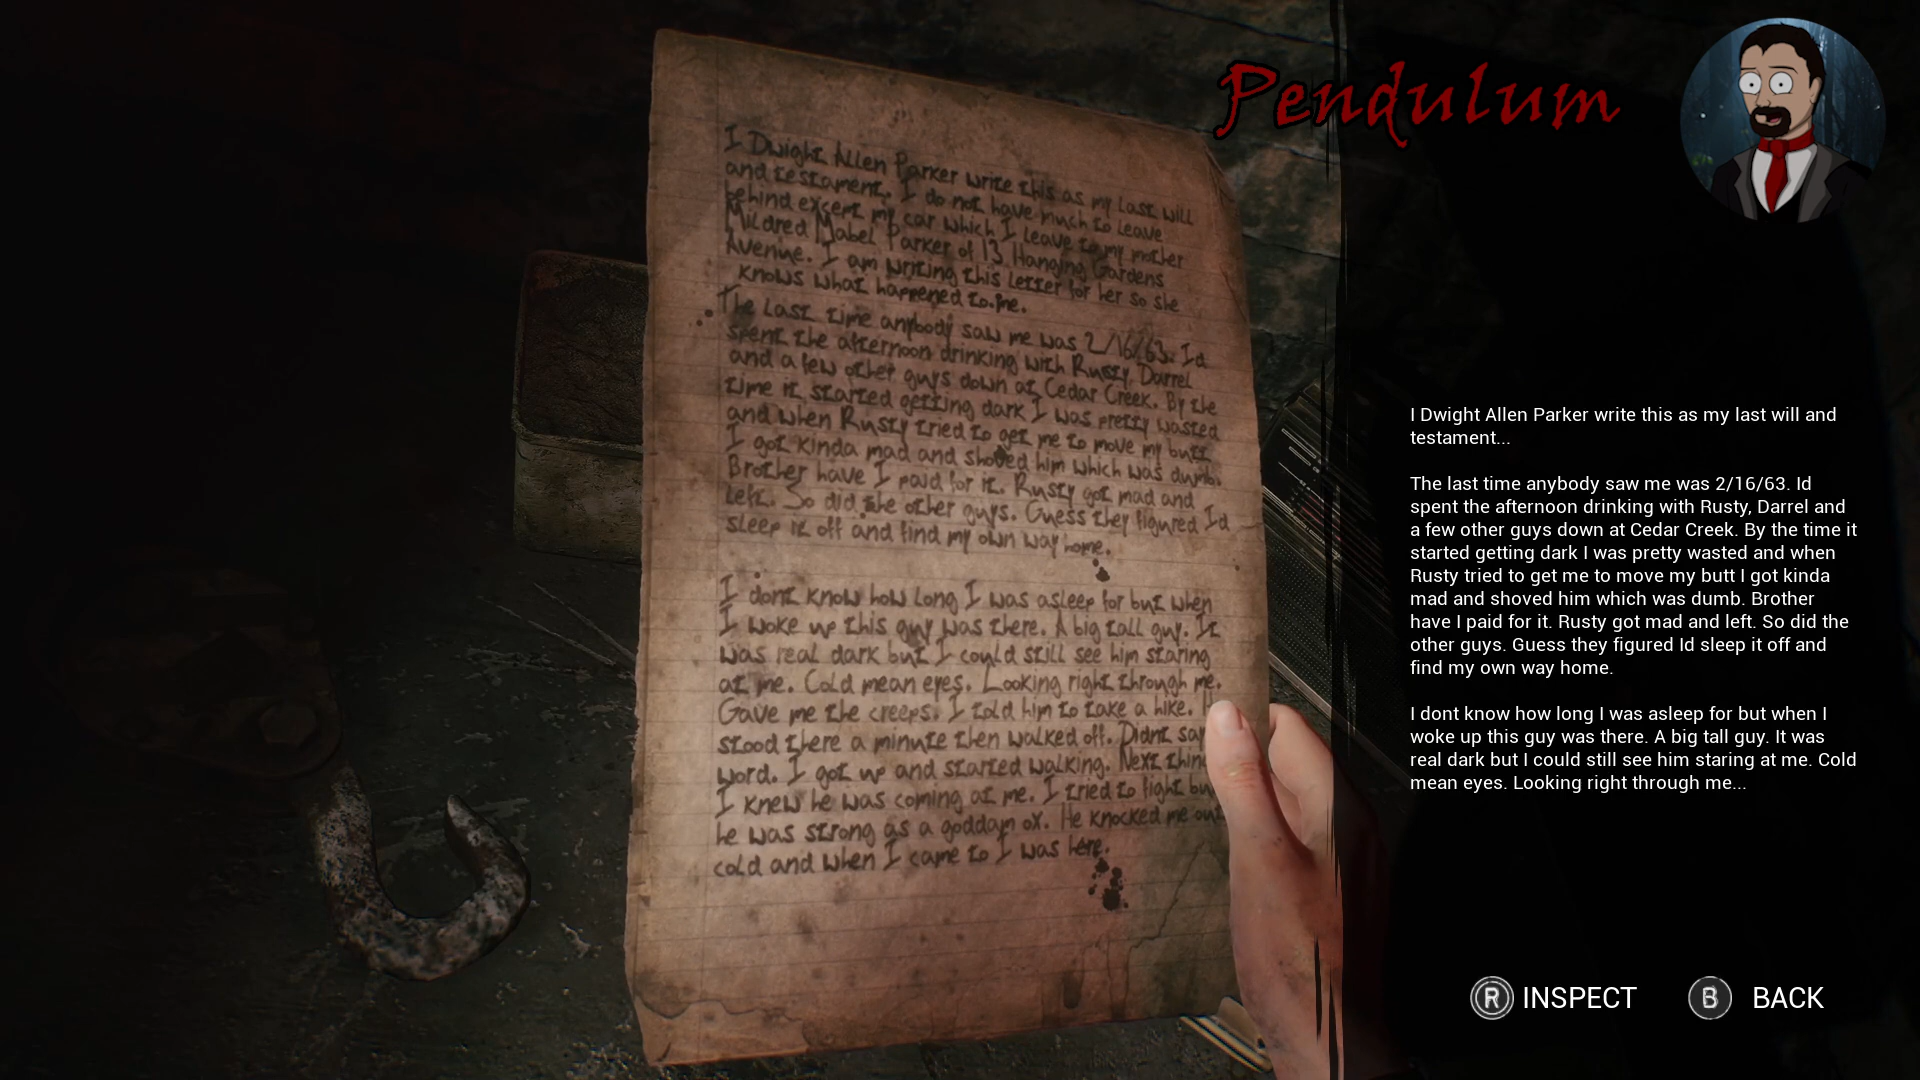 Pendulum
I Dwight Allen Parker write this as my last will
and testament. I do not have much to leave
behind except my car which I leave to my mother
Mildred Mabel Parker of 13 Hanging Gardens
Avenue. I am writing this letter for her so she
knows what happened to me.
The last time anybody saw me was 2/16/63. Id
spent the afternoon drinking with Rusty, Darrel
and a few other guys down at Cedar Creek. By the
time it started getting dark I was pretty wasted
and when Rusty tried to get me to move my butt
I got kinda mad and shoved him which was dumb.
Brother have I paid for it. Rusty got mad and
left. So did the other guys. Guess they figured Id
sleep it off and find my own way home.
I dont know how long I was asleep for but when
I woke up this guy was there. A big tall guy. It
was real dark but I could still see him staring
at me. Cold mean eyes. Looking right through me.
Gave me the creeps. I told him to take a hike.
stood there a minute then walked off. Didnt say
word. I got up and started walking. Next thing
I knew he was coming at me. I tried to fight but
he was strong as a goddam ox. He knocked me out
cold and when I came to I was here.
I Dwight Allen Parker write this as my last will and
testament...
The last time anybody saw me was 2/16/63. Id
spent the afternoon drinking with Rusty, Darrel and
a few other guys down at Cedar Creek. By the time it
started getting dark I was pretty wasted and when
Rusty tried to get me to move my butt I got kinda
mad and shoved him which was dumb. Brother
have I paid for it. Rusty got mad and left. So did the
other guys. Guess they figured Id sleep it off and
find my own way home.
I dont know how long I was asleep for but when I
woke up this guy was there. A big tall guy. It was
real dark but I could still see him staring at me. Cold
mean eyes. Looking right through me...
R INSPECT
B BACK